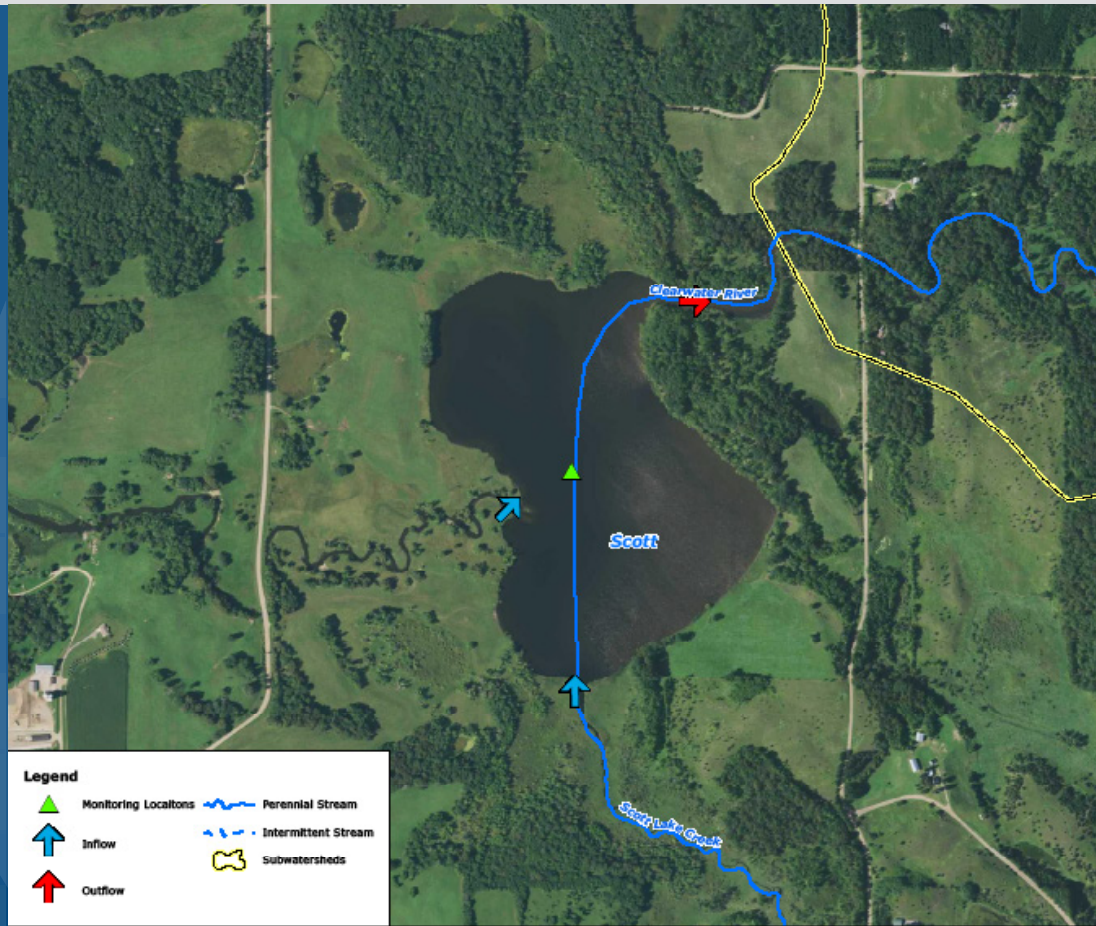 Clearwater River
Scott
Scott Lake Creek
Legend
Monitoring Locaitons
Perennial Stream
Inflow
Intermittent Stream
Subwatersheds
Outflow